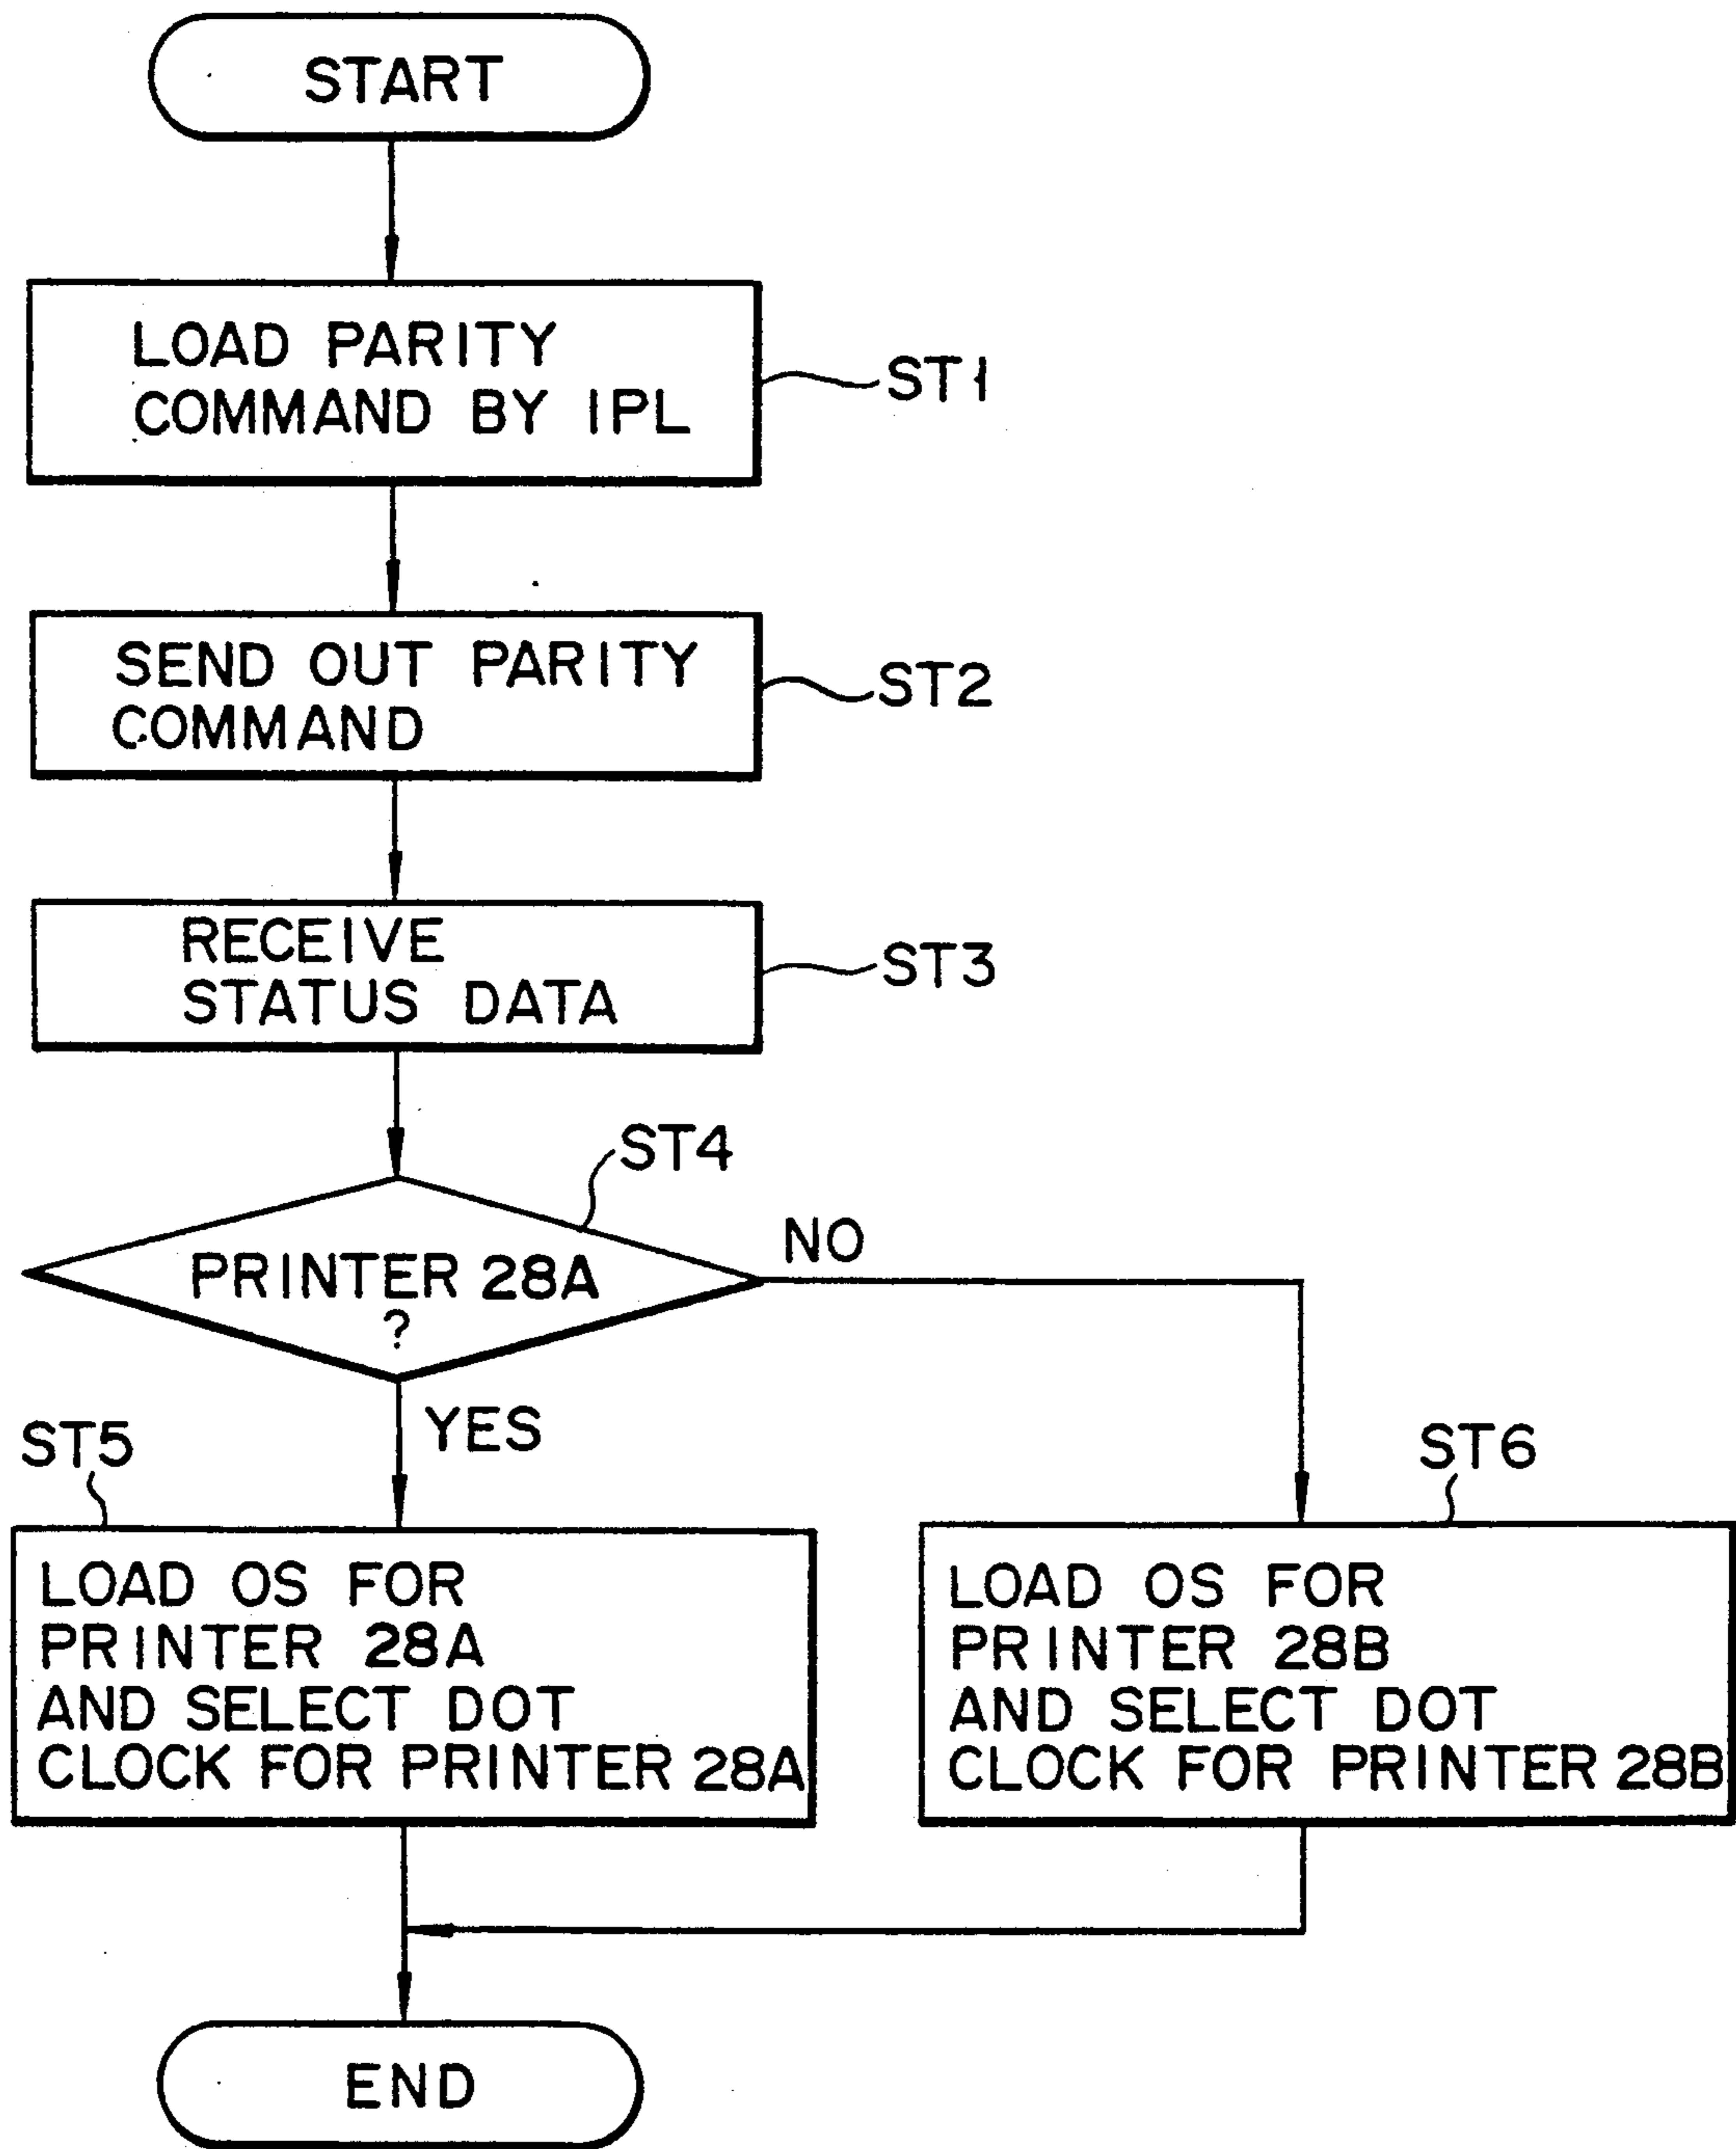 START
LOAD PARITY
COMMAND BY IPL
ST1
SEND OUT PARITY
COMMAND
ST2
RECEIVE
STATUS DATA
ST3
ST4
PRINTER 28A
?
NO
YES
ST5
LOAD OS FOR
PRINTER 28A
AND SELECT DOT
CLOCK FOR PRINTER 28A
ST6
LOAD OS FOR
PRINTER 28B
AND SELECT DOT
CLOCK FOR PRINTER 28B
END